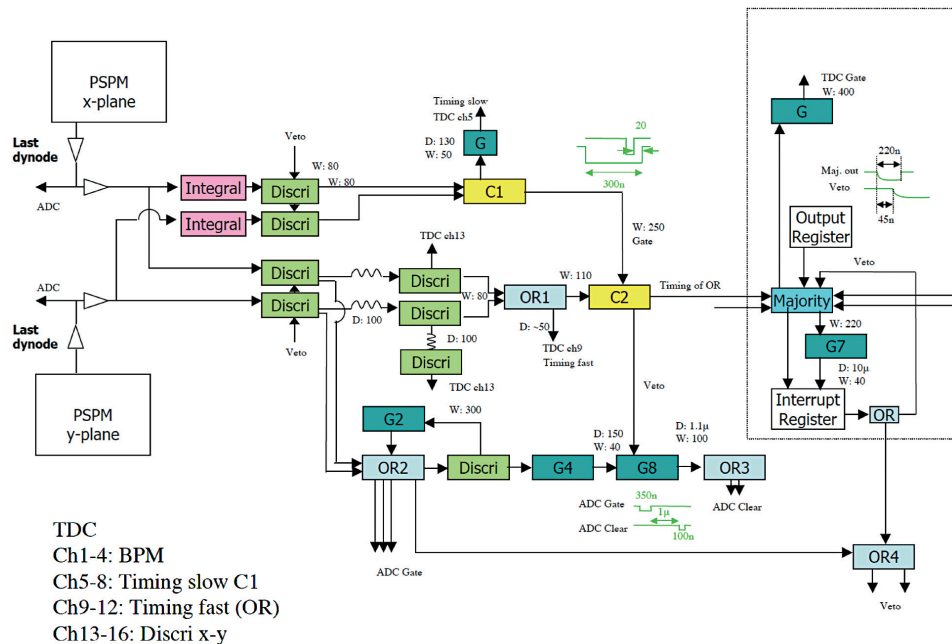 PSPM
x-plane
Last
dynode
ADC
Integral
Integral
Veto
W: 80
W: 80
Discri
Discri
Timing slow
TDC ch5
D: 130
W: 50
G
C1
20
300n
TDC Gate
W: 400
G
220n
Maj. out
Veto
45n
Output
Register
W: 250
Gate
ADC
Discri
Discri
D: 100
Veto
TDC ch13
Discri
Discri
W: 80
D: 100
Discri
TDC ch13
OR1
W: 110
D: ~50
TDC ch9
Timing fast
C2
Timing of OR
Veto
Majority
W: 220
G7
D: 10μ
W: 40
Interrupt
Register
OR
Last
dynode
PSPM
y-plane
Veto
G2
W: 300
OR2
Discri
G4
D: 150
W: 40
G8
D: 1.1μ
W: 100
OR3
ADC Clear
ADC Gate
350n
1μ
ADC Clear
100n
ADC Gate
OR4
Veto
TDC
Ch1-4: BPM
Ch5-8: Timing slow C1
Ch9-12: Timing fast (OR)
Ch13-16: Discri x-y